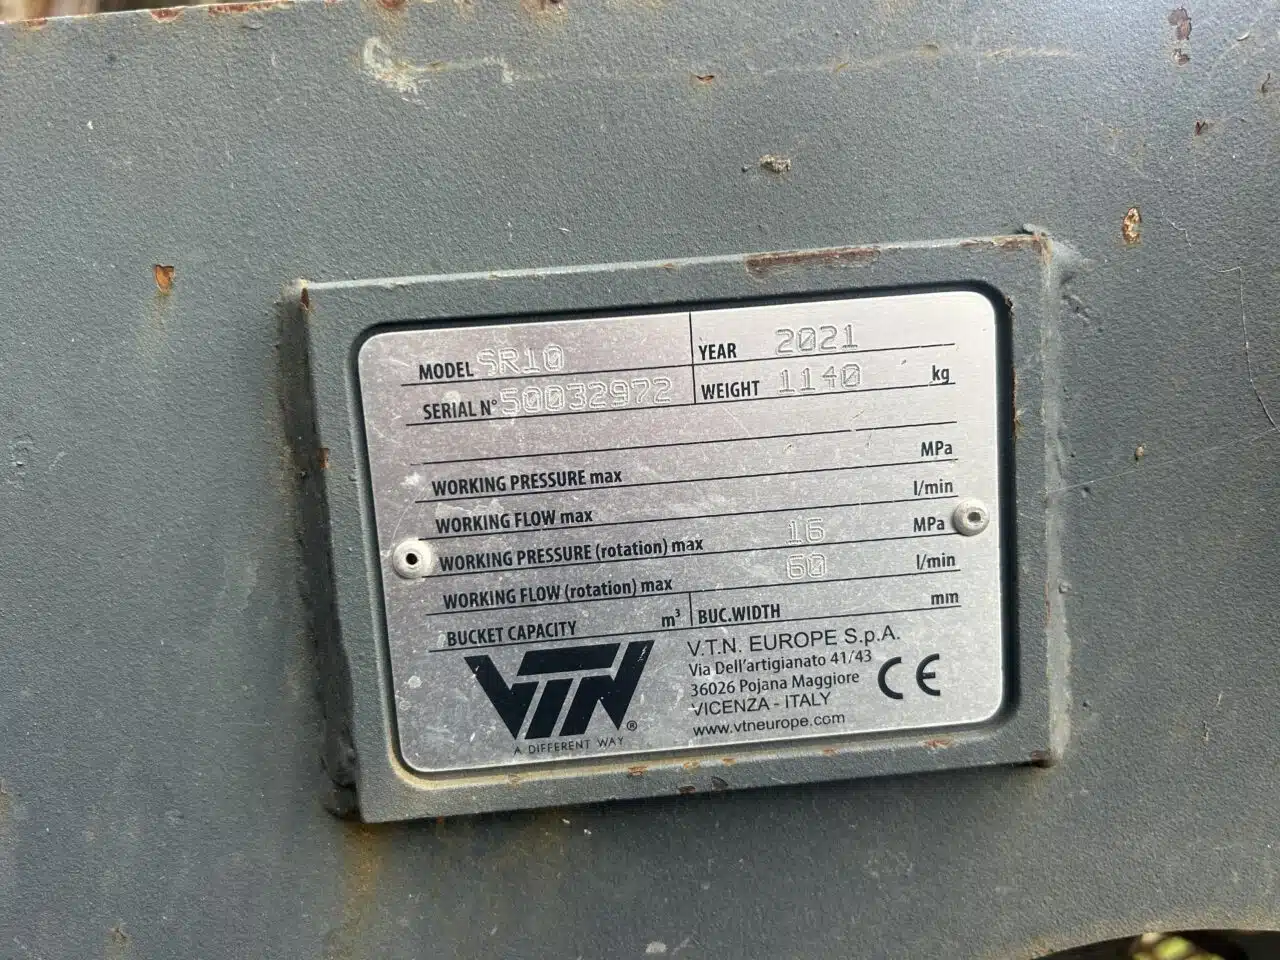 MODEL SR10 YEAR 2021
SERIAL N° 50032972 WEIGHT 1140 kg
WORKING PRESSURE max MPa
WORKING FLOW max l/min
WORKING PRESSURE (rotation) max 16 MPa
WORKING FLOW (rotation) max 60 l/min
BUCKET CAPACITY m³ BUC.WIDTH mm
VTN®
A DIFFERENT WAY
V.T.N. EUROPE S.p.A.
Via Dell'artigianato 41/43
36026 Pojana Maggiore
VICENZA - ITALY
www.vtneurope.com
CE